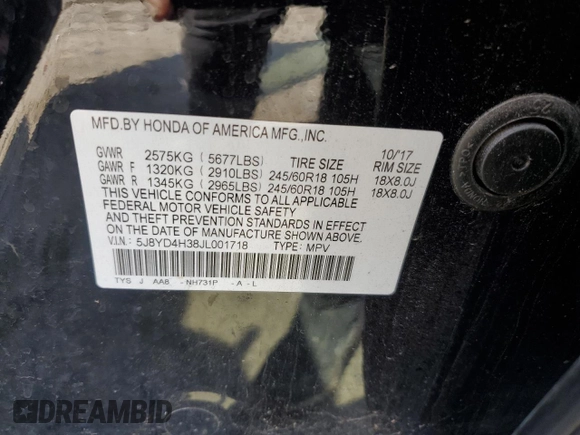 MFD.BY HONDA OF AMERICA MFG.,INC.
10/'17
GVWR 2575KG ( 5677LBS) TIRE SIZE RIM SIZE
GAWR F 1320KG ( 2910LBS) 245/60R18 105H 18X8.0J
GAWR R 1345KG ( 2965LBS) 245/60R18 105H 18X8.0J
THIS VEHICLE CONFORMS TO ALL APPLICABLE
FEDERAL MOTOR VEHICLE SAFETY
AND THEFT PREVENTION STANDARDS IN EFFECT
ON THE DATE OF MANUFACTURE SHOWN ABOVE.
V.I.N.: 5J8YD4H38JL001718 TYPE: MPV
TYS J AA8 - NH731P - A - L
DREAMBID